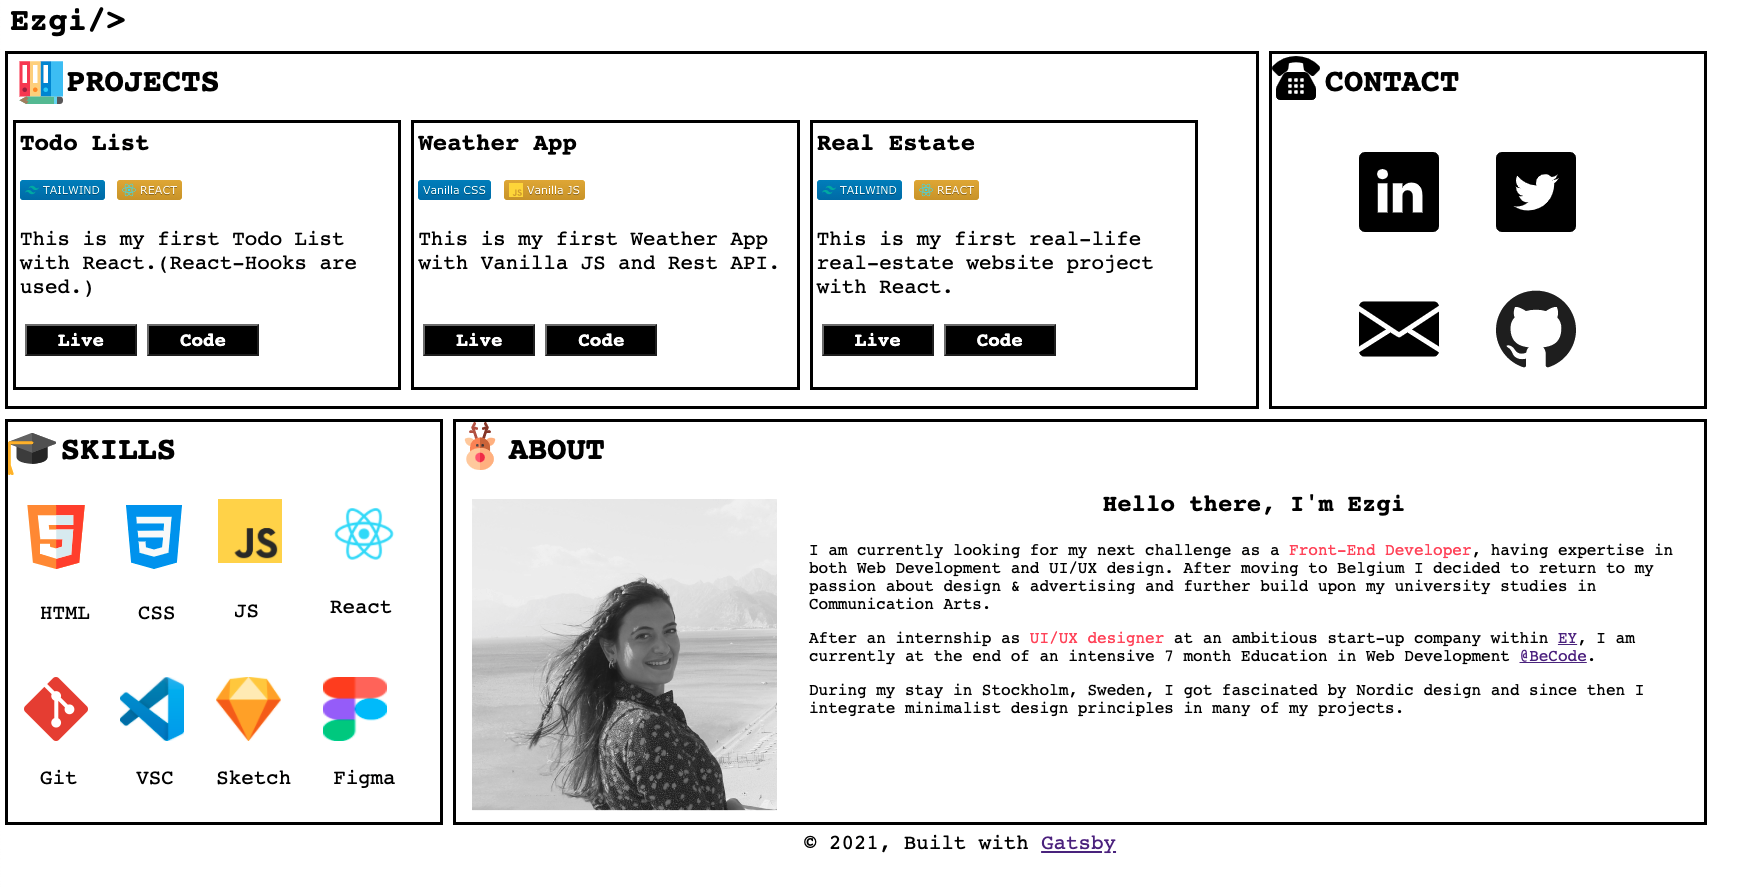 Ezgi/>
PROJECTS
Todo List
TAILWIND REACT
This is my first Todo List
with React.(React-Hooks are
used.)
Live Code
Weather App
Vanilla CSS JS Vanilla JS
This is my first Weather App
with Vanilla JS and Rest API.
Live Code
Real Estate
TAILWIND REACT
This is my first real-life
real-estate website project
with React.
Live Code
CONTACT
in
SKILLS
5
3
JS
HTML CSS JS React
Git VSC Sketch Figma
ABOUT
Hello there, I'm Ezgi
I am currently looking for my next challenge as a Front-End Developer, having expertise in
both Web Development and UI/UX design. After moving to Belgium I decided to return to my
passion about design & advertising and further build upon my university studies in
Communication Arts.
After an internship as UI/UX designer at an ambitious start-up company within EY, I am
currently at the end of an intensive 7 month Education in Web Development @BeCode.
During my stay in Stockholm, Sweden, I got fascinated by Nordic design and since then I
integrate minimalist design principles in many of my projects.
© 2021, Built with Gatsby